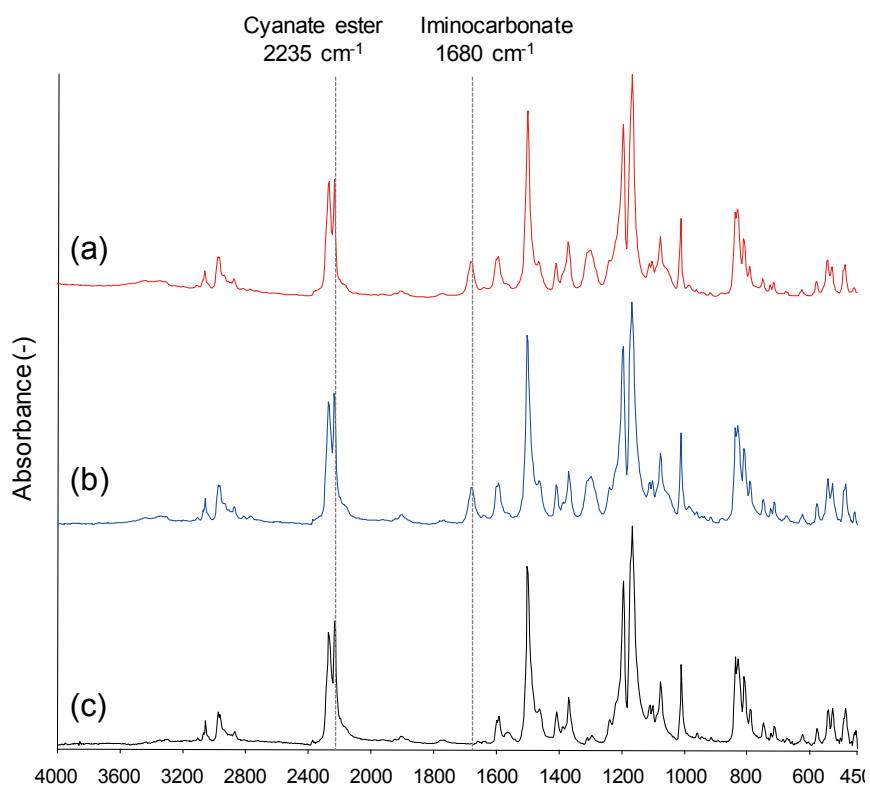 Cyanate ester
2235 cm-1
Iminocarbonate
1680 cm-1
(a)
(b)
(c)
Absorbance (-)
4000 3600 3200 2800 2400 2000 1600 1400 1200 1000 800 600 450